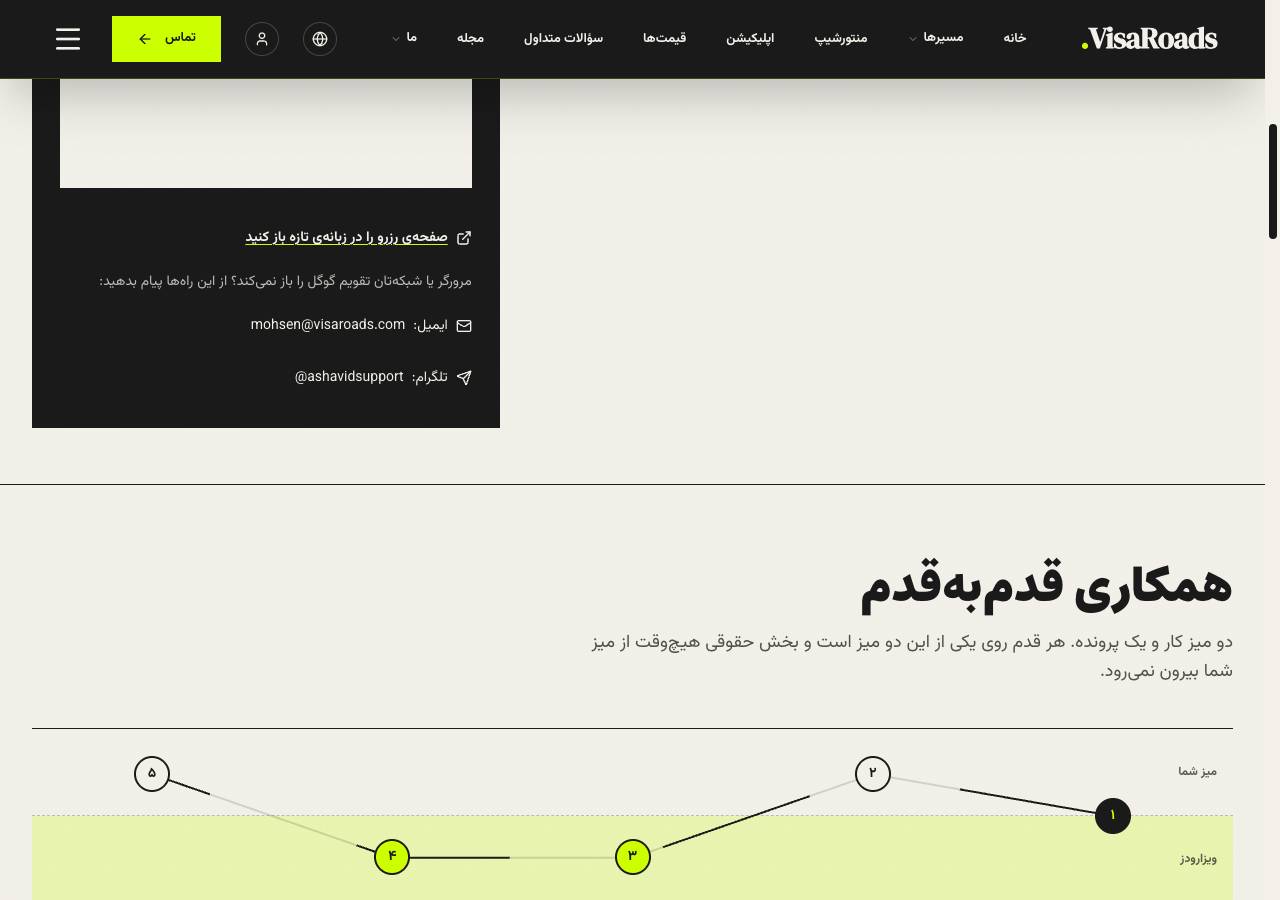 VisaRoads.
خانه
مسیرها
منتورشیپ
اپلیکیشن
قیمت‌ها
سؤالات متداول
مجله
ما
تماس
صفحه‌ی رزرو را در زبانه‌ی تازه باز کنید
مرورگر یا شبکه‌تان تقویم گوگل را باز نمی‌کند؟ از این راه‌ها پیام بدهید:
ایمیل: mohsen@visaroads.com
تلگرام: @ashavidsupport
همکاری قدم‌به‌قدم
دو میز کار و یک پرونده. هر قدم روی یکی از این دو میز است و بخش حقوقی هیچ‌وقت از میز
شما بیرون نمی‌رود.
میز شما
۱
۲
۵
ویزارودز
۳
۴